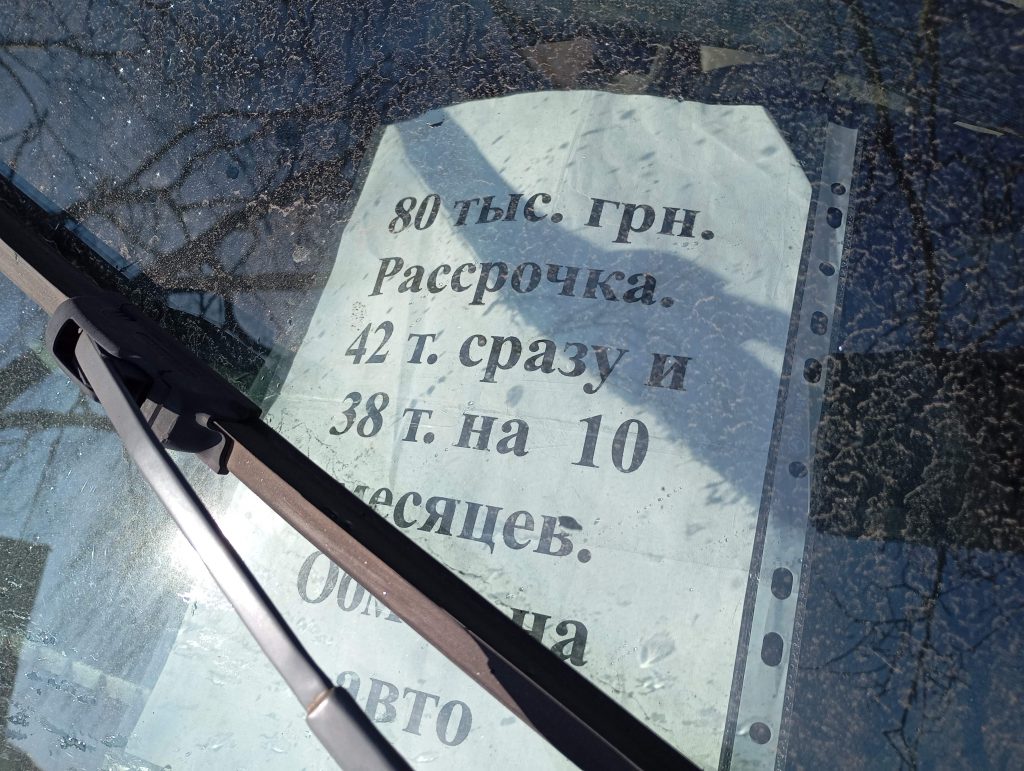 80 тыс. грн.
Рассрочка.
42 т. сразу и
38 т. на 10
месяцев.
на
авто